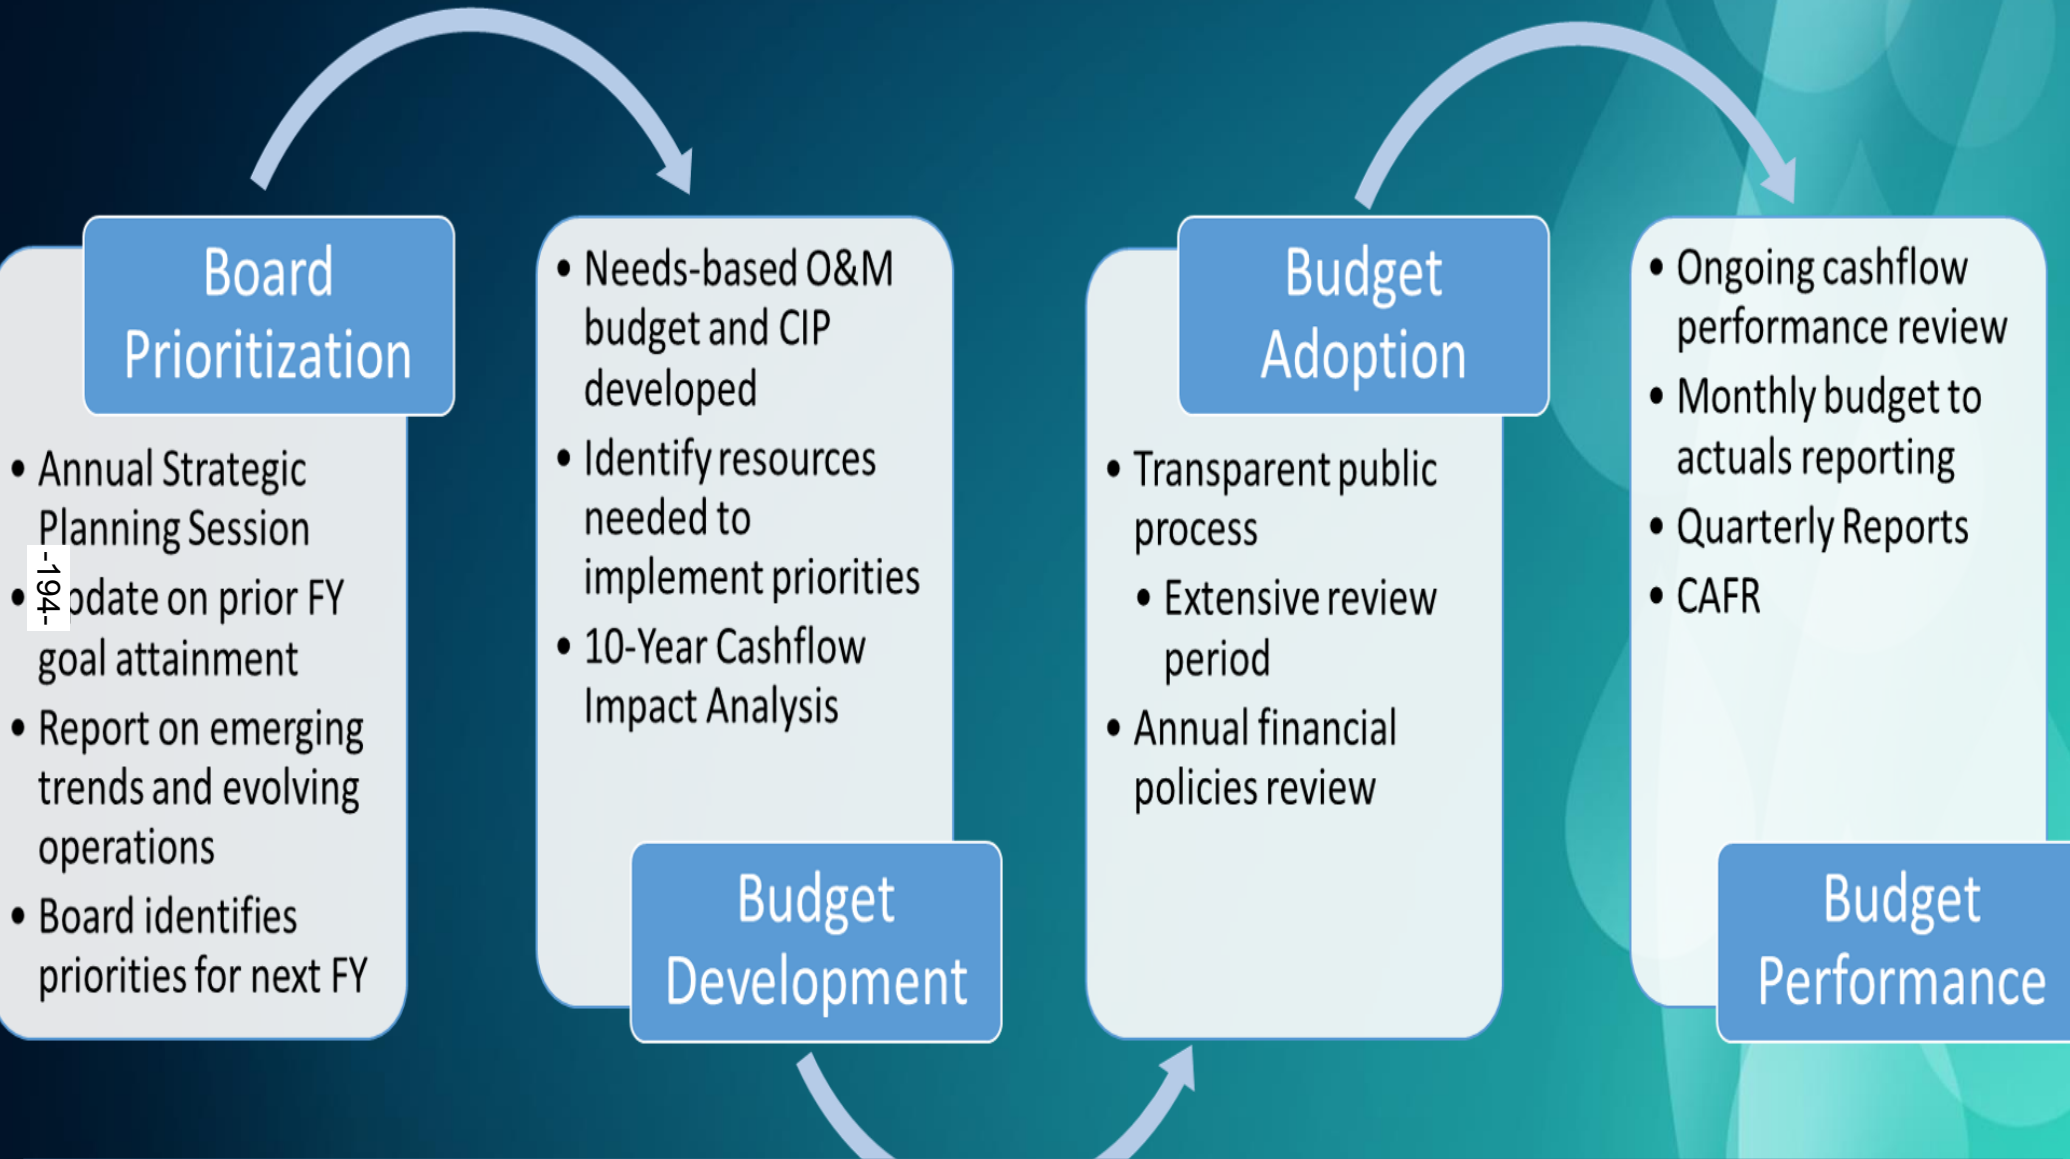 Board
Prioritization
• Annual Strategic
Planning Session
• pdate on prior FY
goal attainment
• Report on emerging
trends and evolving
operations
• Board identifies
priorities for next FY
-194-
• Needs-based O&M
budget and CIP
developed
• Identify resources
needed to
implement priorities
• 10-Year Cashflow
Impact Analysis
Budget
Development
Budget
Adoption
• Transparent public
process
• Extensive review
period
• Annual financial
policies review
• Ongoing cashflow
performance review
• Monthly budget to
actuals reporting
• Quarterly Reports
• CAFR
Budget
Performance